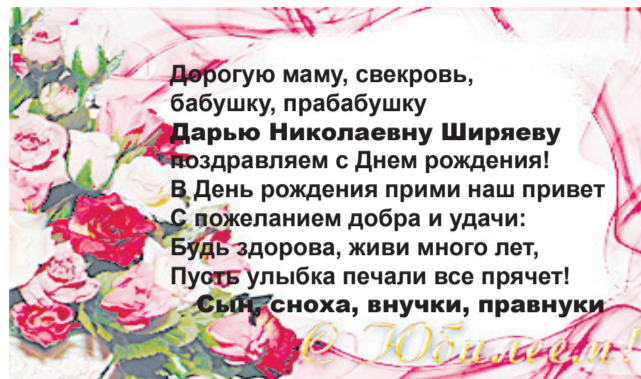 Дорогую маму, свекровь,
бабушку, прабабушку
Дарью Николаевну Ширяеву
поздравляем с Днем рождения!
В День рождения прими наш привет
С пожеланием добра и удачи:
Будь здорова, живи много лет,
Пусть улыбка печали все прячет!
Сын, сноха, внучки, правнуки
С Юбилеем!